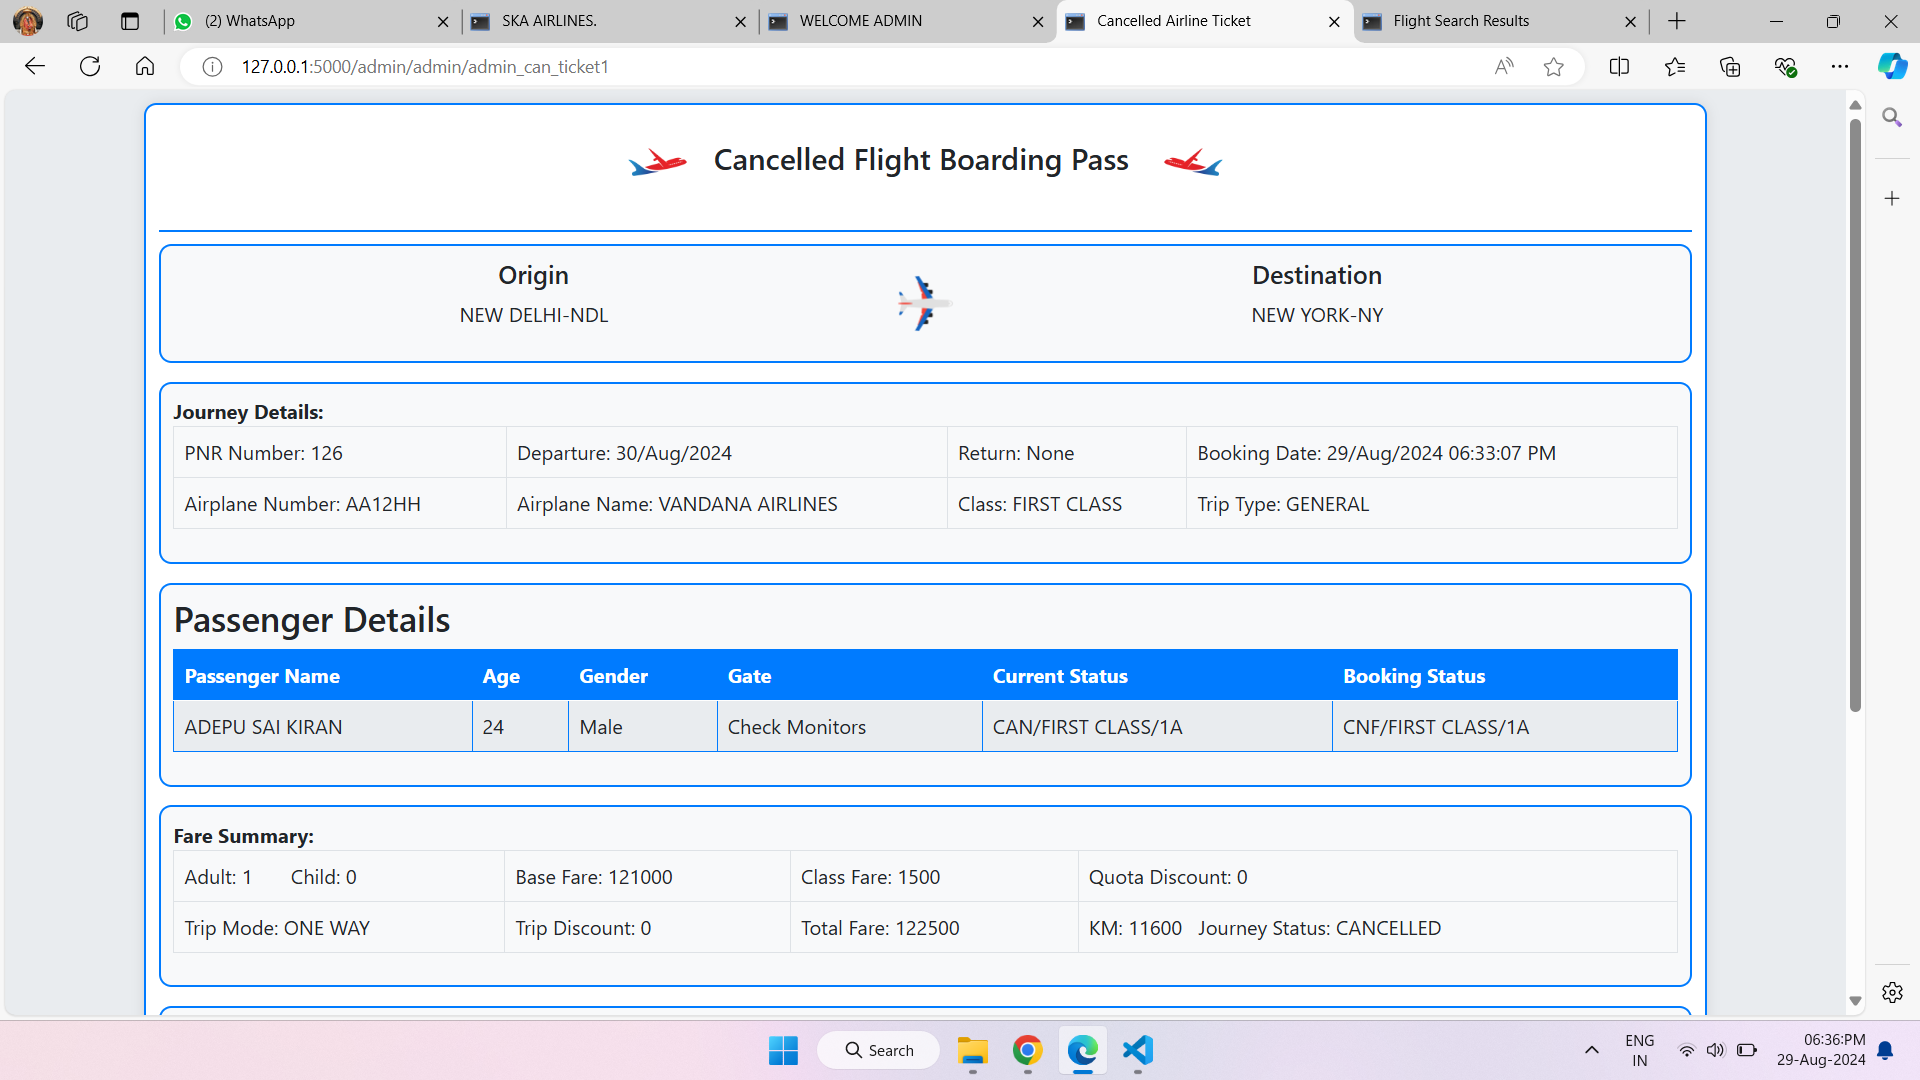 (2) WhatsApp
SKA AIRLINES.
WELCOME ADMIN
Cancelled Airline Ticket
Flight Search Results
127.0.0.1:5000/admin/admin/admin_can_ticket1
Cancelled Flight Boarding Pass
Origin
Destination
NEW DELHI-NDL
NEW YORK-NY
Journey Details:
PNR Number: 126
Departure: 30/Aug/2024
Return: None
Booking Date: 29/Aug/2024 06:33:07 PM
Airplane Number: AA12HH
Airplane Name: VANDANA AIRLINES
Class: FIRST CLASS
Trip Type: GENERAL
Passenger Details
Passenger Name
Age
Gender
Gate
Current Status
Booking Status
ADEPU SAI KIRAN
24
Male
Check Monitors
CAN/FIRST CLASS/1A
CNF/FIRST CLASS/1A
Fare Summary:
Adult: 1 Child: 0
Base Fare: 121000
Class Fare: 1500
Quota Discount: 0
Trip Mode: ONE WAY
Trip Discount: 0
Total Fare: 122500
KM: 11600 Journey Status: CANCELLED
Search
ENG
IN
06:36:PM
29-Aug-2024